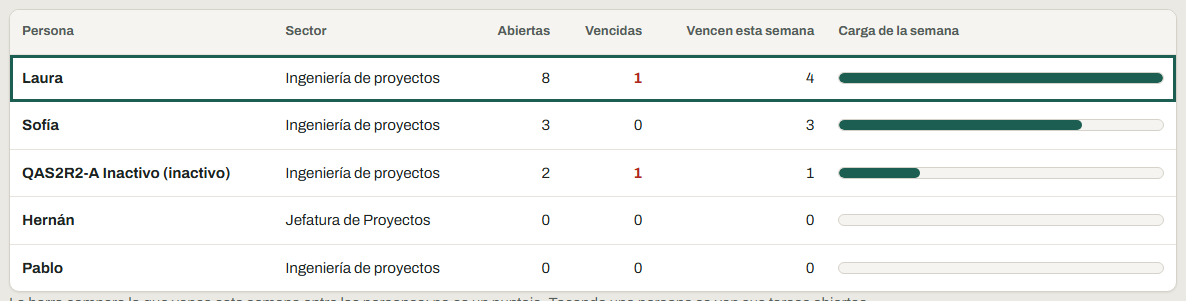 Persona Sector Abiertas Vencidas Vencen esta semana Carga de la semana
Laura Ingeniería de proyectos 8 1 4
Sofía Ingeniería de proyectos 3 0 3
QAS2R2-A Inactivo (inactivo) Ingeniería de proyectos 2 1 1
Hernán Jefatura de Proyectos 0 0 0
Pablo Ingeniería de proyectos 0 0 0